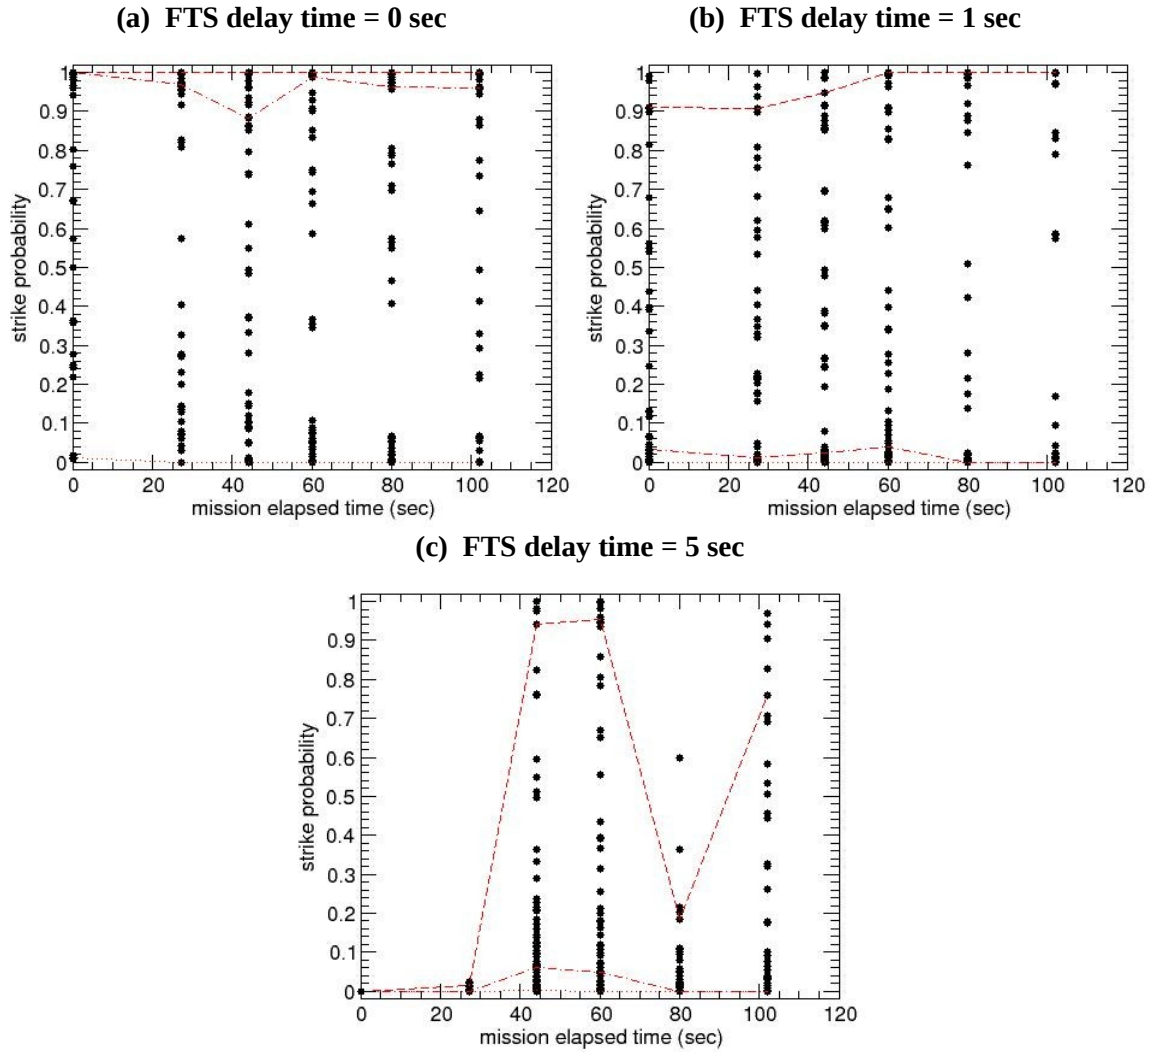 (a) FTS delay time = 0 sec
(b) FTS delay time = 1 sec
1
0.9
0.8
0.7
0.6
0.5
0.4
0.3
0.2
0.1
0
strike probability
0 20 40 60 80 100 120
mission elapsed time (sec)
1
0.9
0.8
0.7
0.6
0.5
0.4
0.3
0.2
0.1
0
strike probability
0 20 40 60 80 100 120
mission elapsed time (sec)
(c) FTS delay time = 5 sec
1
0.9
0.8
0.7
0.6
0.5
0.4
0.3
0.2
0.1
0
strike probability
0 20 40 60 80 100 120
mission elapsed time (sec)